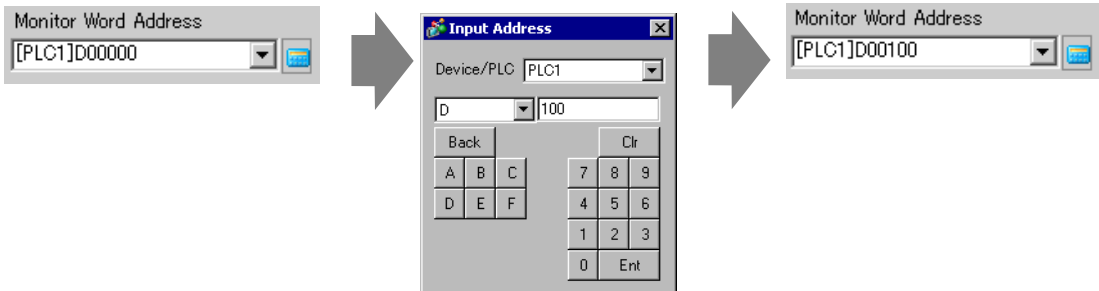 Monitor Word Address
[PLC1]D00000
Input Address
Device/PLC PLC1
D 100
Back Clr
A B C 7 8 9
D E F 4 5 6
1 2 3
0 Ent
Monitor Word Address
[PLC1]D00100